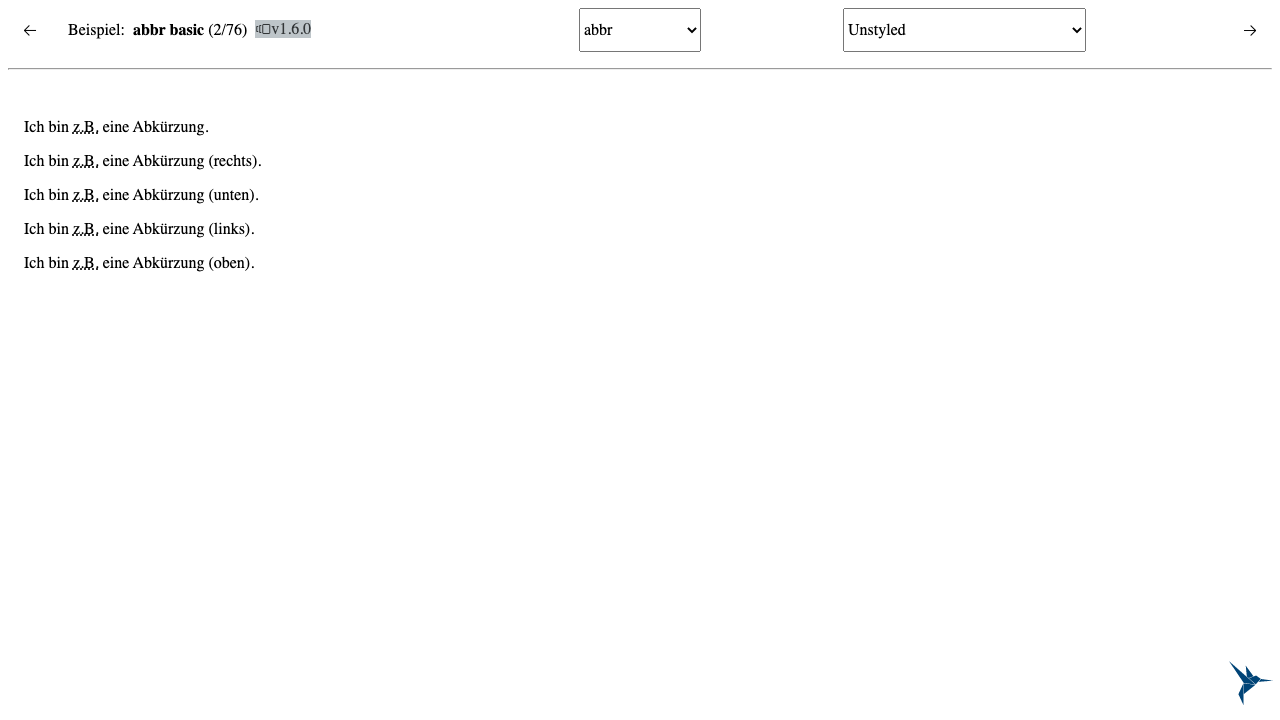 Beispiel: abbr basic (2/76) v1.6.0 abbr Unstyled
Ich bin z.B. eine Abkürzung.
Ich bin z.B. eine Abkürzung (rechts).
Ich bin z.B. eine Abkürzung (unten).
Ich bin z.B. eine Abkürzung (links).
Ich bin z.B. eine Abkürzung (oben).